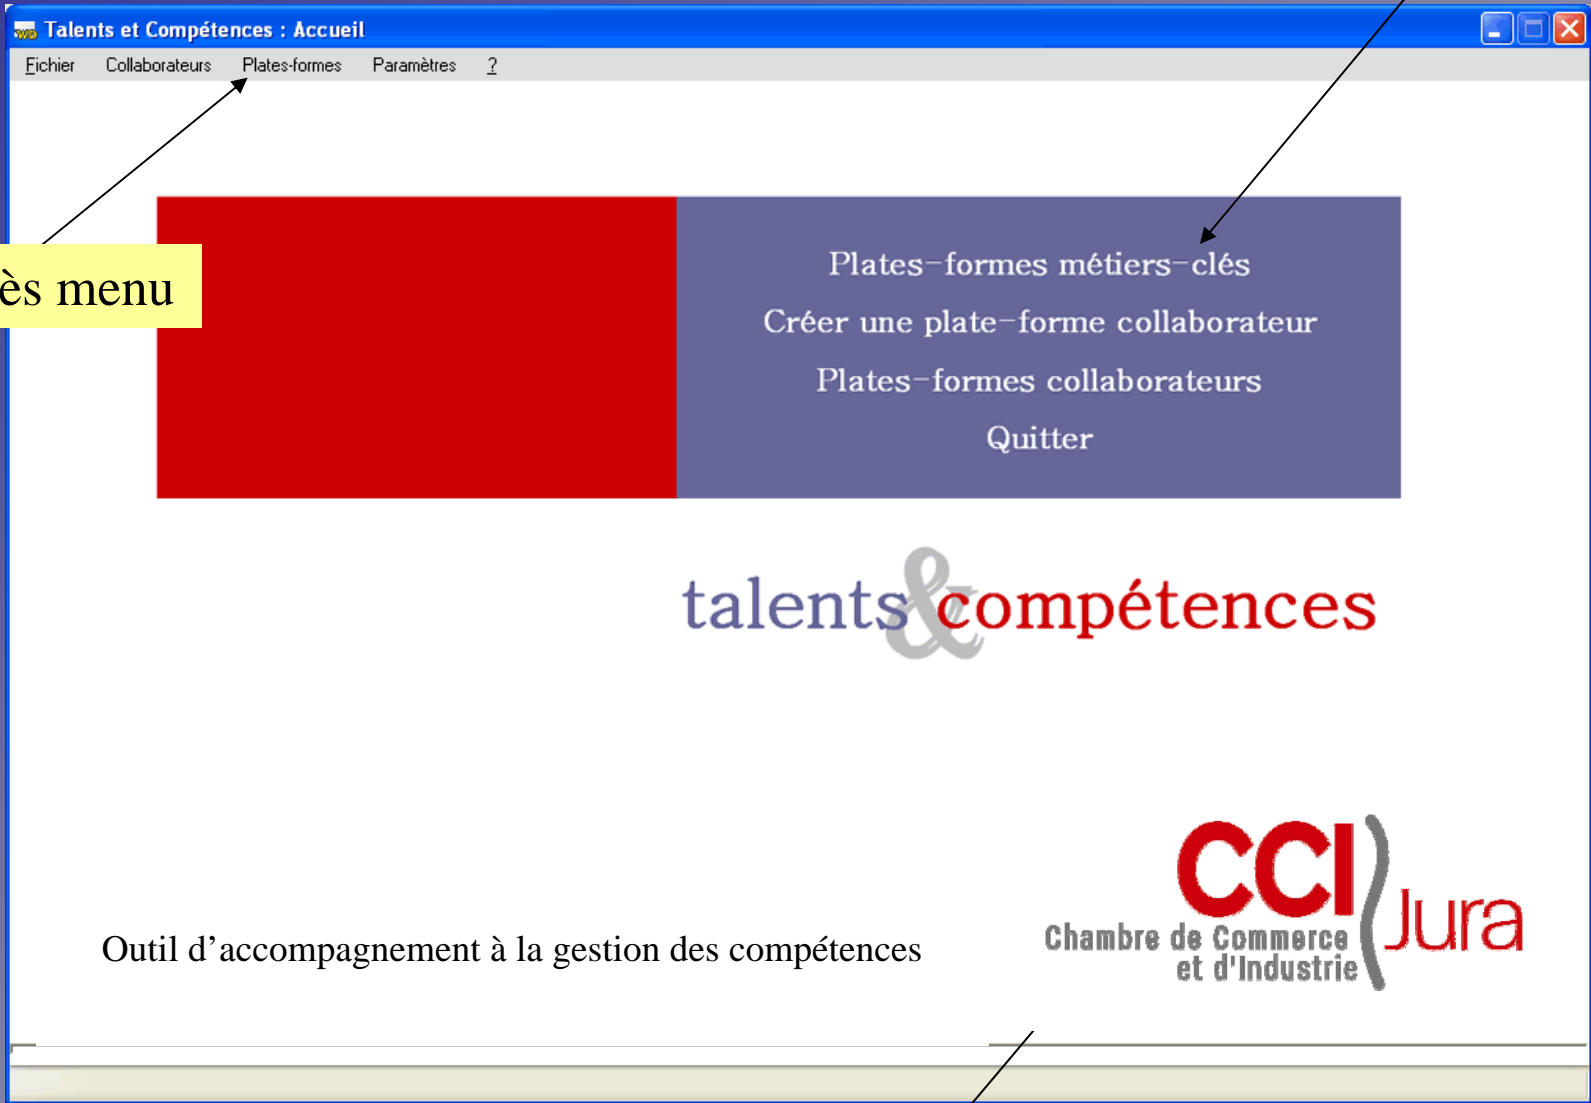 Talents et Compétences : Accueil
Fichier Collaborateurs Plates-formes Paramètres ?
ès menu
Plates-formes métiers-clés
Créer une plate-forme collaborateur
Plates-formes collaborateurs
Quitter
talents & compétences
CCI Jura
Chambre de Commerce
et d'Industrie
Outil d’accompagnement à la gestion des compétences